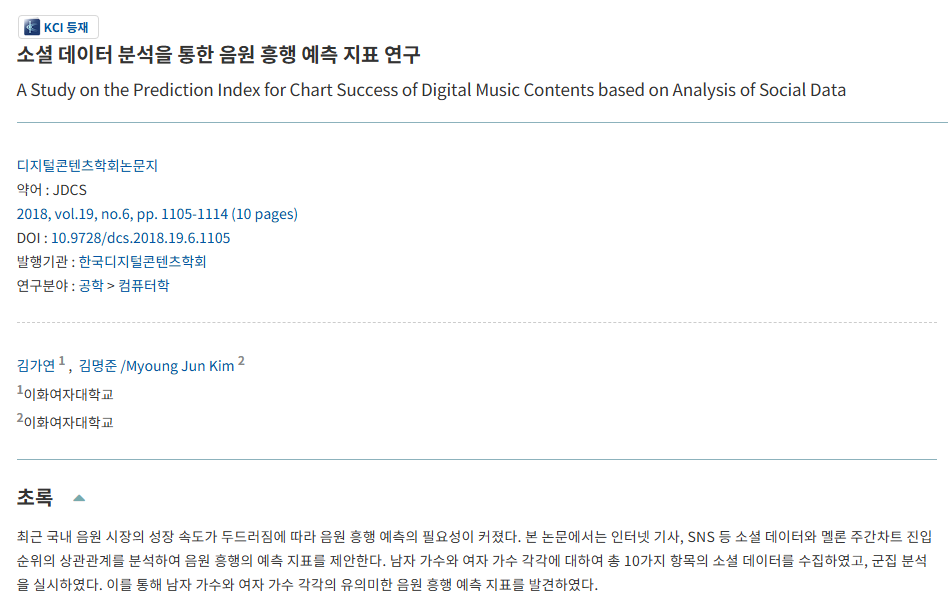 KCI 등재
소셜 데이터 분석을 통한 음원 흥행 예측 지표 연구
A Study on the Prediction Index for Chart Success of Digital Music Contents based on Analysis of Social Data
디지털콘텐츠학회논문지
약어 : JDCS
2018, vol.19, no.6, pp. 1105-1114 (10 pages)
DOI : 10.9728/dcs.2018.19.6.1105
발행기관 : 한국디지털콘텐츠학회
연구분야 : 공학 > 컴퓨터학
김가연 1 , 김명준 /Myoung Jun Kim 2
1이화여자대학교
2이화여자대학교
초록
최근 국내 음원 시장의 성장 속도가 두드러짐에 따라 음원 흥행 예측의 필요성이 커졌다. 본 논문에서는 인터넷 기사, SNS 등 소셜 데이터와 멜론 주간차트 진입
순위의 상관관계를 분석하여 음원 흥행의 예측 지표를 제안한다. 남자 가수와 여자 가수 각각에 대하여 총 10가지 항목의 소셜 데이터를 수집하였고, 군집 분석
을 실시하였다. 이를 통해 남자 가수와 여자 가수 각각의 유의미한 음원 흥행 예측 지표를 발견하였다.